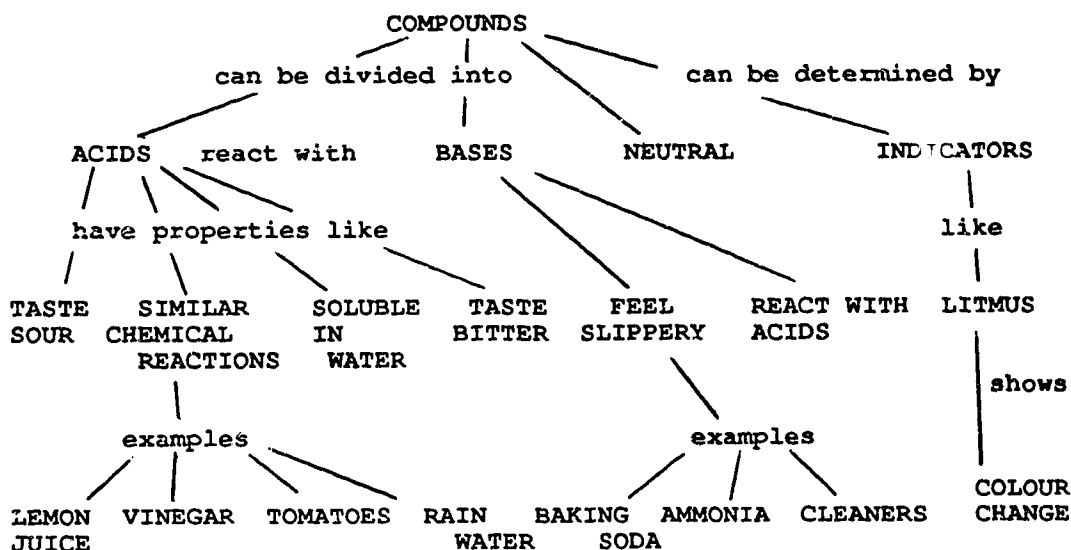 COMPOUNDS
can be divided into can be determined by
ACIDS react with BASES NEUTRAL INDICATORS
have properties like like
TASTE SIMILAR SOLUBLE TASTE FEEL REACT WITH LITMUS
SOUR CHEMICAL IN BITTER SLIPPERY ACIDS
REACTIONS WATER
shows
examples examples
COLOUR
LEMON VINEGAR TOMATOES RAIN BAKING AMMONIA CLEANERS CHANGE
JUICE WATER SODA